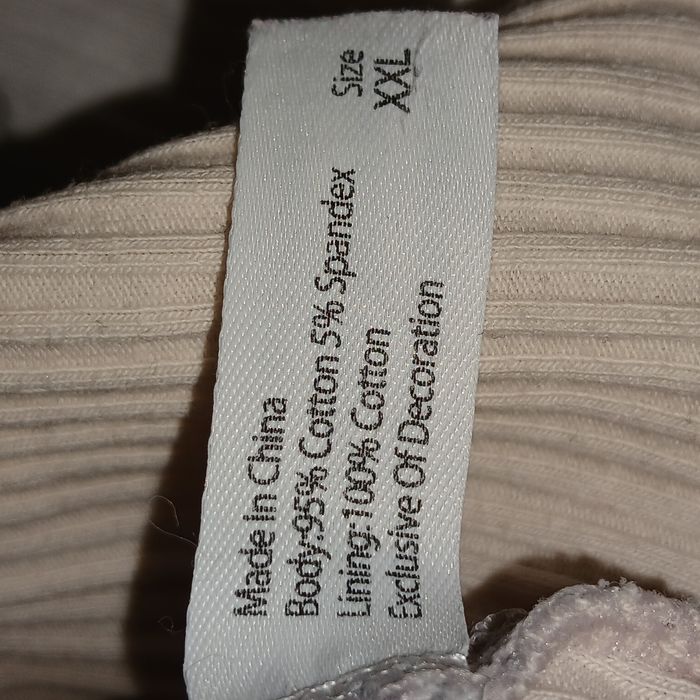 Size
XXL
Made In China
Body:95% Cotton 5% Spandex
Lining:100% Cotton
Exclusive Of Decoration